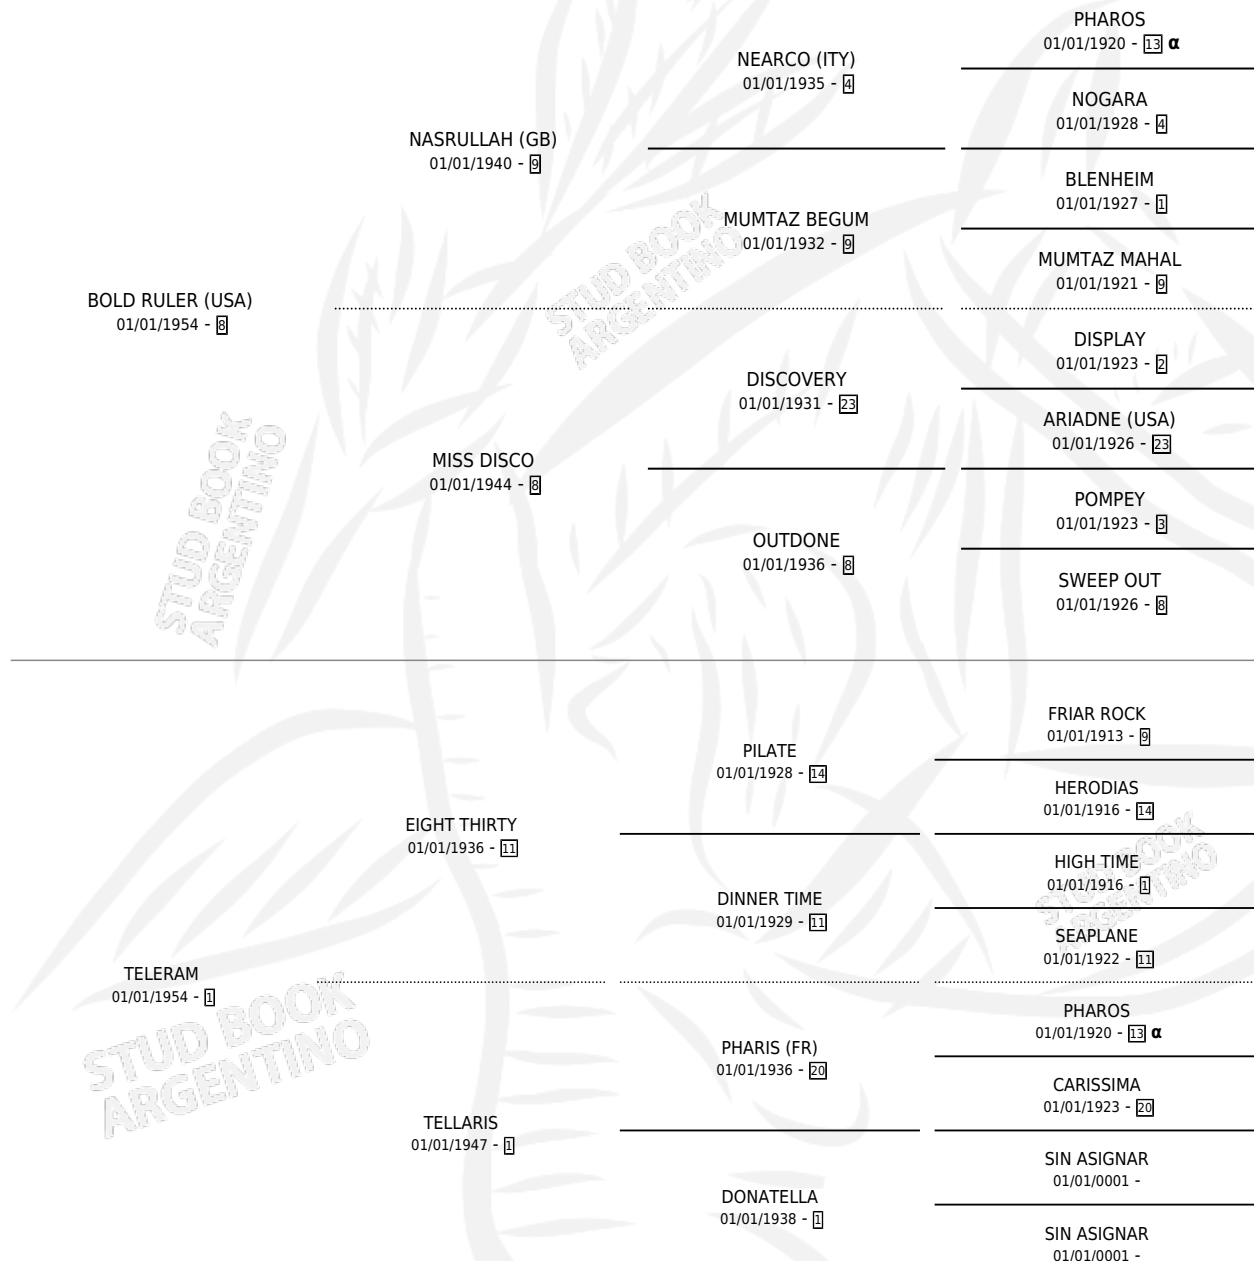 PHAROS
01/01/1920 - 13 α
NEARCO (ITY)
01/01/1935 - 4
NOGARA
01/01/1928 - 4
NASRULLAH (GB)
01/01/1940 - 9
BLENHEIM
01/01/1927 - 1
MUMTAZ BEGUM
01/01/1932 - 9
MUMTAZ MAHAL
01/01/1921 - 9
BOLD RULER (USA)
01/01/1954 - 8
DISPLAY
01/01/1923 - 2
DISCOVERY
01/01/1931 - 23
ARIADNE (USA)
01/01/1926 - 23
MISS DISCO
01/01/1944 - 8
POMPEY
01/01/1923 - 3
OUTDONE
01/01/1936 - 8
SWEEP OUT
01/01/1926 - 8
FRIAR ROCK
01/01/1913 - 9
PILATE
01/01/1928 - 14
HERODIAS
01/01/1916 - 14
EIGHT THIRTY
01/01/1936 - 11
HIGH TIME
01/01/1916 - 1
DINNER TIME
01/01/1929 - 11
SEAPLANE
01/01/1922 - 11
TELERAM
01/01/1954 - 1
PHAROS
01/01/1920 - 13 α
PHARIS (FR)
01/01/1936 - 20
CARISSIMA
01/01/1923 - 20
TELLARIS
01/01/1947 - 1
SIN ASIGNAR
01/01/0001 -
DONATELLA
01/01/1938 - 1
SIN ASIGNAR
01/01/0001 -
STUD BOOK
ARGENTINO
STUD BOOK
ARGENTINO
STUD BOOK
ARGENTINO
STUD BOOK
ARGENTINO